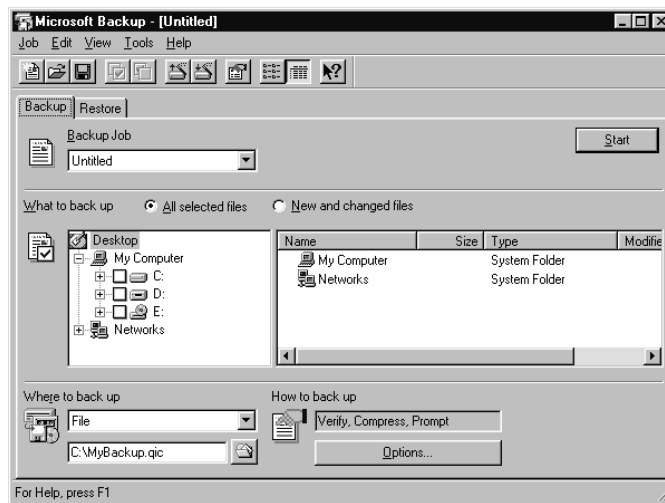 Microsoft Backup - [Untitled]
Job Edit View Tools Help
Backup Restore
Backup Job
Untitled
Start
What to back up All selected files New and changed files
Desktop
My Computer
C:
D:
E:
Networks
Name Size Type Modifie
My Computer System Folder
Networks System Folder
Where to back up
File
C:\MyBackup.qic
How to back up
Verify, Compress, Prompt
Options...
For Help, press F1